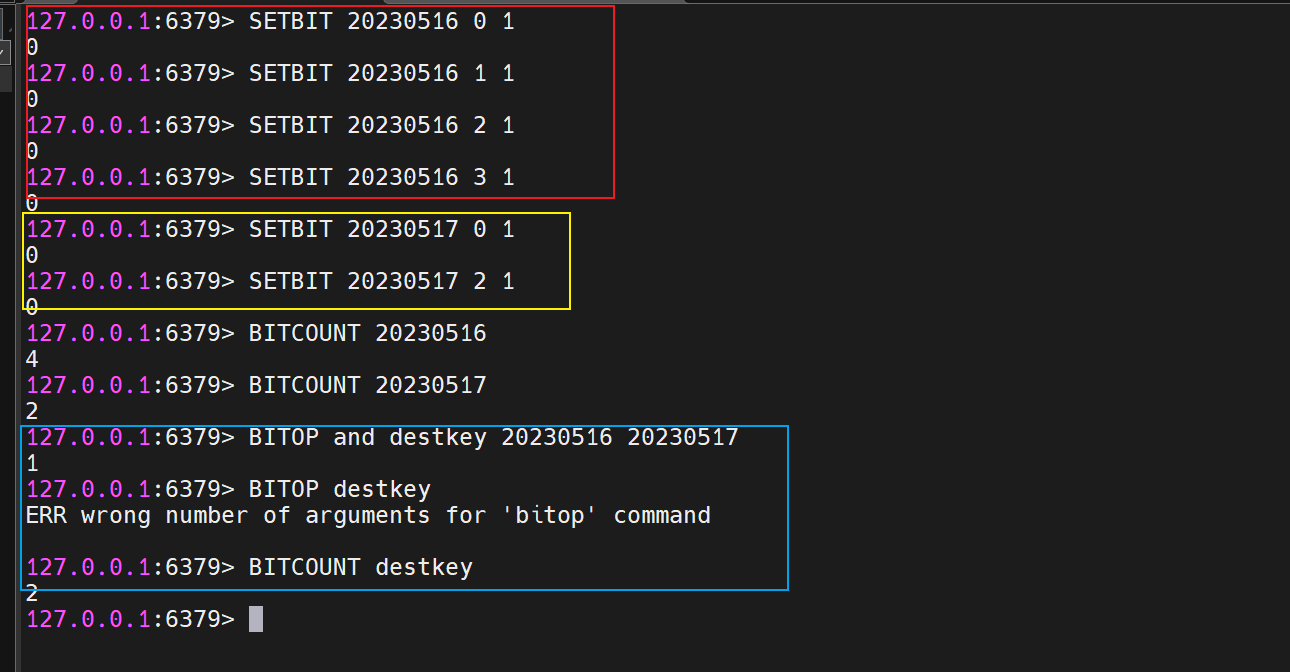 127.0.0.1:6379> SETBIT 20230516 0 1
0
127.0.0.1:6379> SETBIT 20230516 1 1
0
127.0.0.1:6379> SETBIT 20230516 2 1
0
127.0.0.1:6379> SETBIT 20230516 3 1
0
127.0.0.1:6379> SETBIT 20230517 0 1
0
127.0.0.1:6379> SETBIT 20230517 2 1
0
127.0.0.1:6379> BITCOUNT 20230516
4
127.0.0.1:6379> BITCOUNT 20230517
2
127.0.0.1:6379> BITOP and destkey 20230516 20230517
1
127.0.0.1:6379> BITOP destkey
ERR wrong number of arguments for 'bitop' command
127.0.0.1:6379> BITCOUNT destkey
2
127.0.0.1:6379>